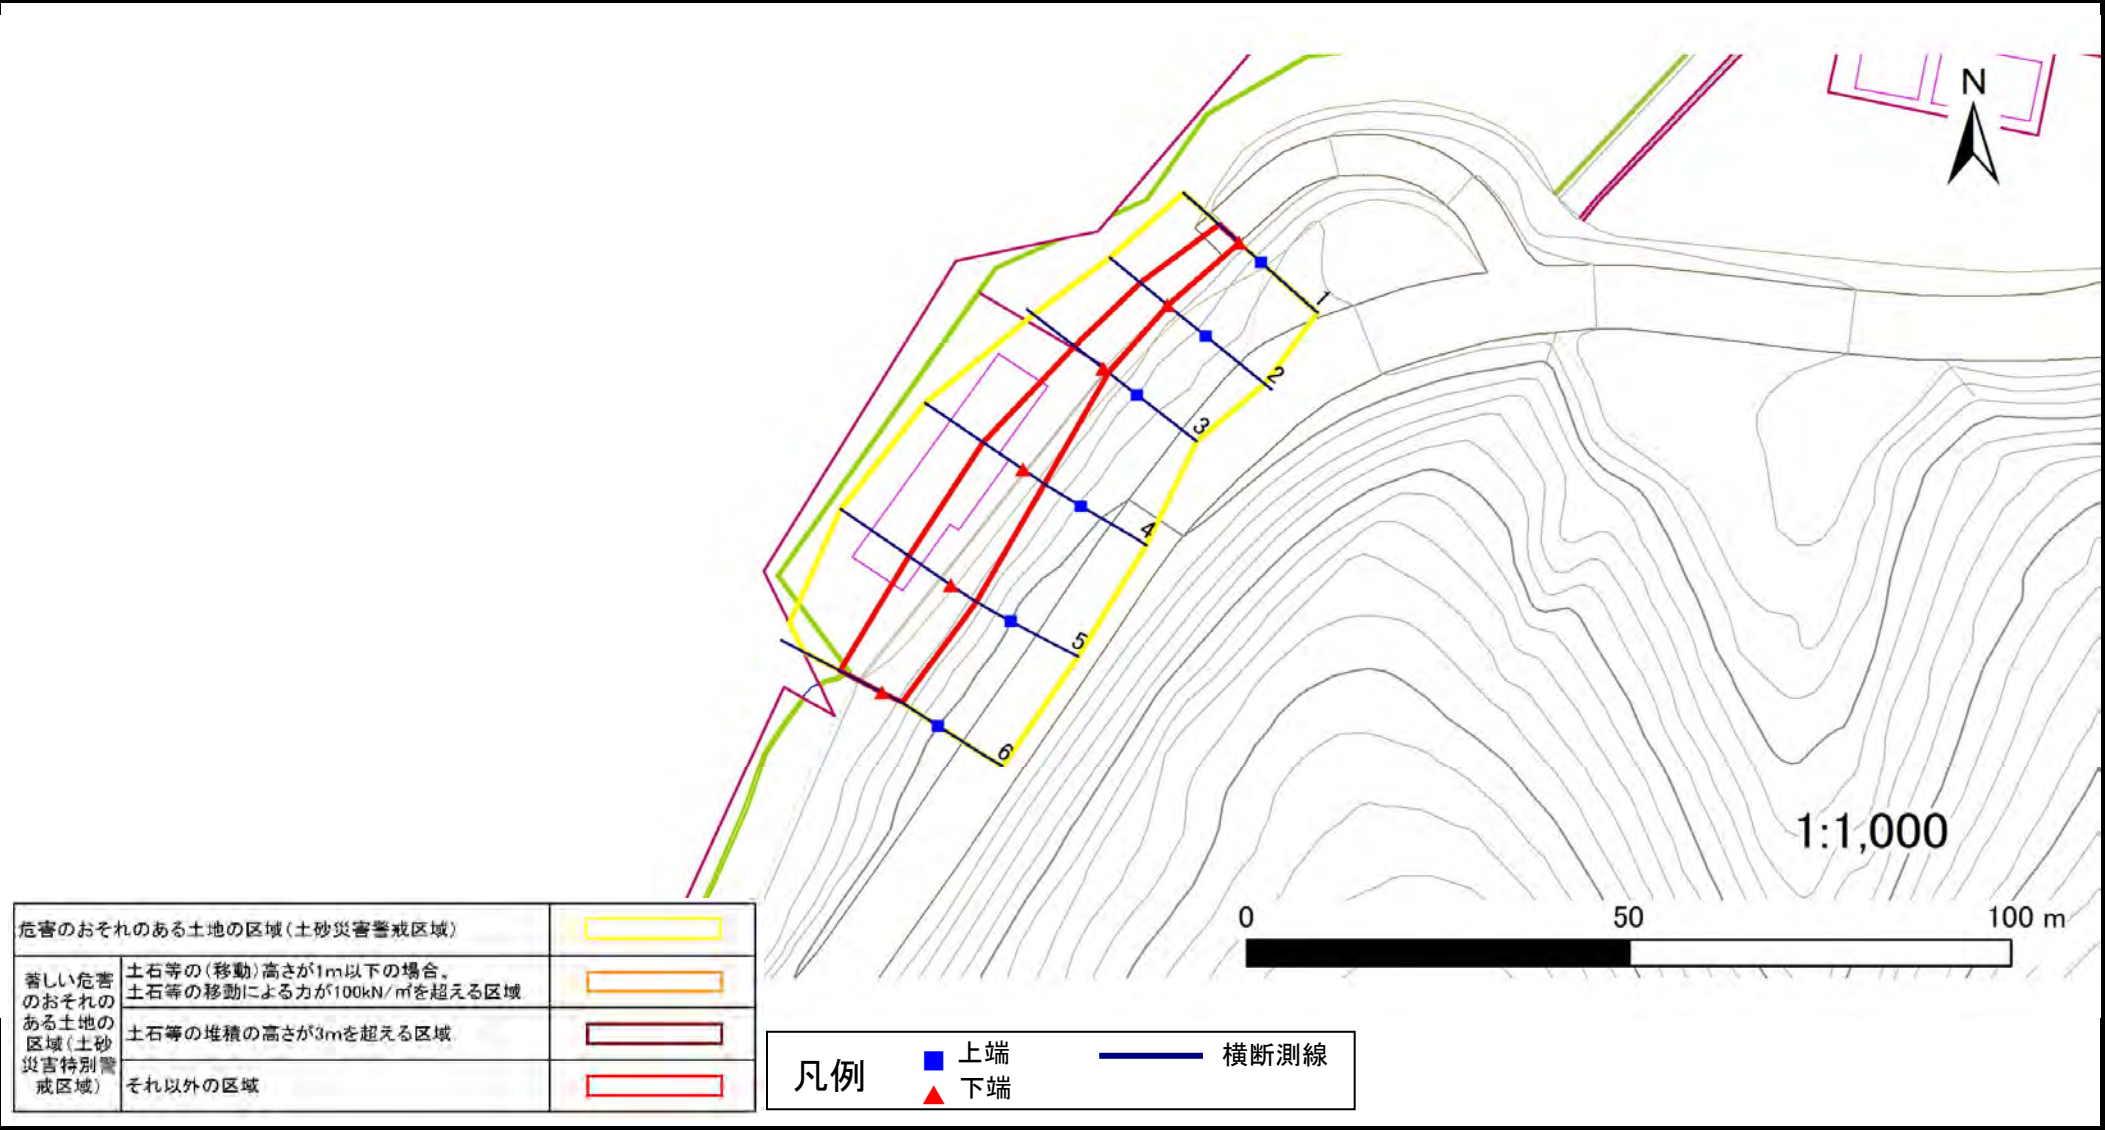 N
1
2
3
4
5
6
1:1,000
0 50 100 m
危害のおそれのある土地の区域(土砂災害警戒区域)
著しい危害
のおそれの
ある土地の
区域(土砂
災害特別警
戒区域)
土石等の(移動)高さが1m以下の場合、
土石等の移動による力が100kN/㎡を超える区域
土石等の堆積の高さが3mを超える区域
それ以外の区域
凡例
上端
下端
横断測線